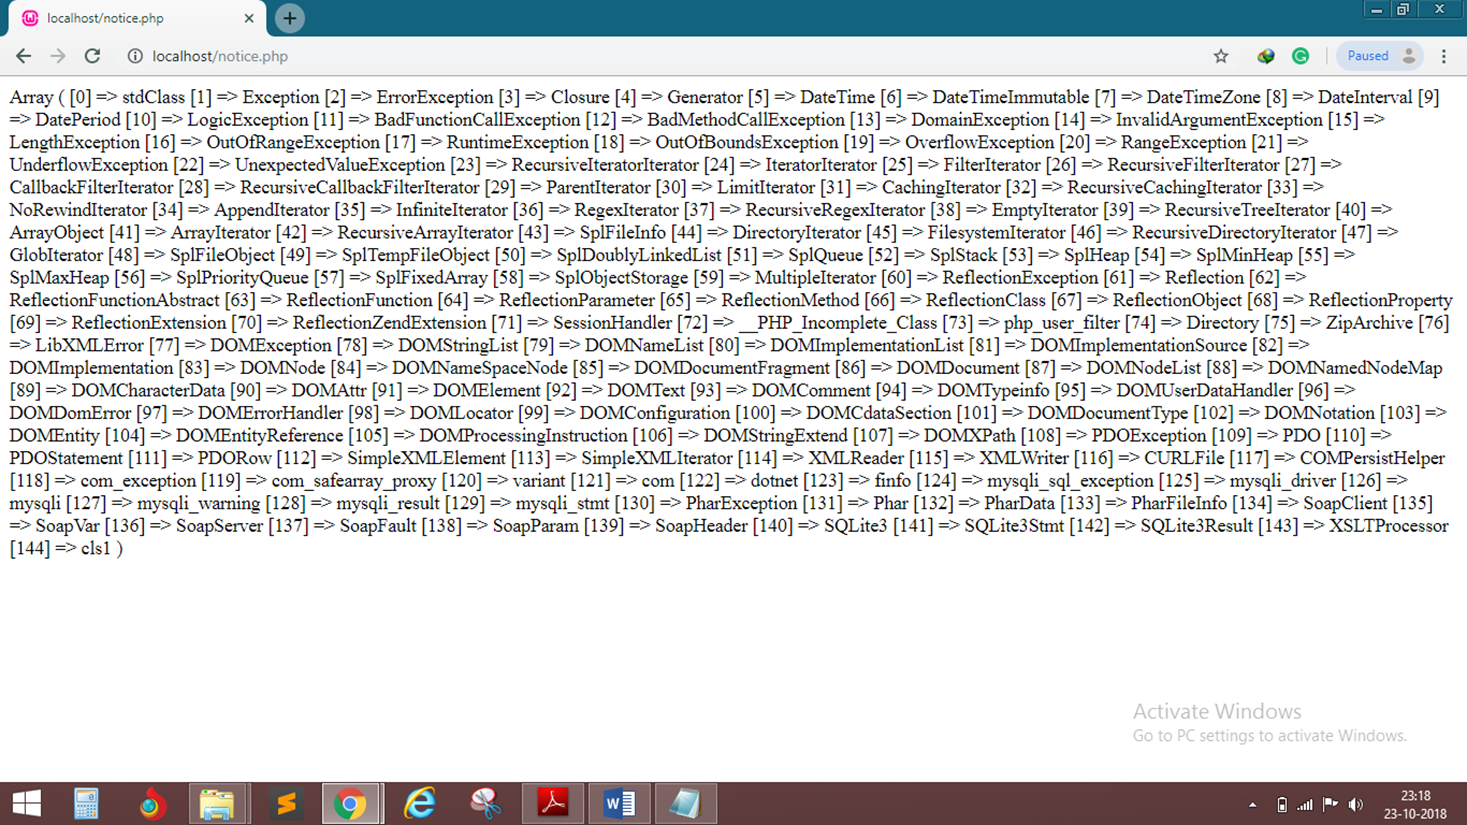 localhost/notice.php
localhost/notice.php
Paused
Array ( [0] => stdClass [1] => Exception [2] => ErrorException [3] => Closure [4] => Generator [5] => DateTime [6] => DateTimeImmutable [7] => DateTimeZone [8] => DateInterval [9]
=> DatePeriod [10] => LogicException [11] => BadFunctionCallException [12] => BadMethodCallException [13] => DomainException [14] => InvalidArgumentException [15] =>
LengthException [16] => OutOfRangeException [17] => RuntimeException [18] => OutOfBoundsException [19] => OverflowException [20] => RangeException [21] =>
UnderflowException [22] => UnexpectedValueException [23] => RecursiveIteratorIterator [24] => IteratorIterator [25] => FilterIterator [26] => RecursiveFilterIterator [27] =>
CallbackFilterIterator [28] => RecursiveCallbackFilterIterator [29] => ParentIterator [30] => LimitIterator [31] => CachingIterator [32] => RecursiveCachingIterator [33] =>
NoRewindIterator [34] => AppendIterator [35] => InfiniteIterator [36] => RegexIterator [37] => RecursiveRegexIterator [38] => EmptyIterator [39] => RecursiveTreeIterator [40] =>
ArrayObject [41] => ArrayIterator [42] => RecursiveArrayIterator [43] => SplFileInfo [44] => DirectoryIterator [45] => FilesystemIterator [46] => RecursiveDirectoryIterator [47] =>
GlobIterator [48] => SplFileObject [49] => SplTempFileObject [50] => SplDoublyLinkedList [51] => SplQueue [52] => SplStack [53] => SplHeap [54] => SplMinHeap [55] =>
SplMaxHeap [56] => SplPriorityQueue [57] => SplFixedArray [58] => SplObjectStorage [59] => MultipleIterator [60] => ReflectionException [61] => Reflection [62] =>
ReflectionFunctionAbstract [63] => ReflectionFunction [64] => ReflectionParameter [65] => ReflectionMethod [66] => ReflectionClass [67] => ReflectionObject [68] => ReflectionProperty
[69] => ReflectionExtension [70] => ReflectionZendExtension [71] => SessionHandler [72] => __PHP_Incomplete_Class [73] => php_user_filter [74] => Directory [75] => ZipArchive [76]
=> LibXMLError [77] => DOMException [78] => DOMStringList [79] => DOMNameList [80] => DOMImplementationList [81] => DOMImplementationSource [82] =>
DOMImplementation [83] => DOMNode [84] => DOMNameSpaceNode [85] => DOMDocumentFragment [86] => DOMDocument [87] => DOMNodeList [88] => DOMNamedNodeMap
[89] => DOMCharacterData [90] => DOMAttr [91] => DOMElement [92] => DOMText [93] => DOMComment [94] => DOMTypeinfo [95] => DOMUserDataHandler [96] =>
DOMDomError [97] => DOMErrorHandler [98] => DOMLocator [99] => DOMConfiguration [100] => DOMCdataSection [101] => DOMDocumentType [102] => DOMNotation [103] =>
DOMEntity [104] => DOMEntityReference [105] => DOMProcessingInstruction [106] => DOMStringExtend [107] => DOMXPath [108] => PDOException [109] => PDO [110] =>
PDOStatement [111] => PDORow [112] => SimpleXMLElement [113] => SimpleXMLIterator [114] => XMLReader [115] => XMLWriter [116] => CURLFile [117] => COMPersistHelper
[118] => com_exception [119] => com_safearray_proxy [120] => variant [121] => com [122] => dotnet [123] => finfo [124] => mysqli_sql_exception [125] => mysqli_driver [126] =>
mysqli [127] => mysqli_warning [128] => mysqli_result [129] => mysqli_stmt [130] => PharException [131] => Phar [132] => PharData [133] => PharFileInfo [134] => SoapClient [135]
=> SoapVar [136] => SoapServer [137] => SoapFault [138] => SoapParam [139] => SoapHeader [140] => SQLite3 [141] => SQLite3Stmt [142] => SQLite3Result [143] => XSLTProcessor
[144] => cls1 )
Activate Windows
Go to PC settings to activate Windows.
23:18
23-10-2018